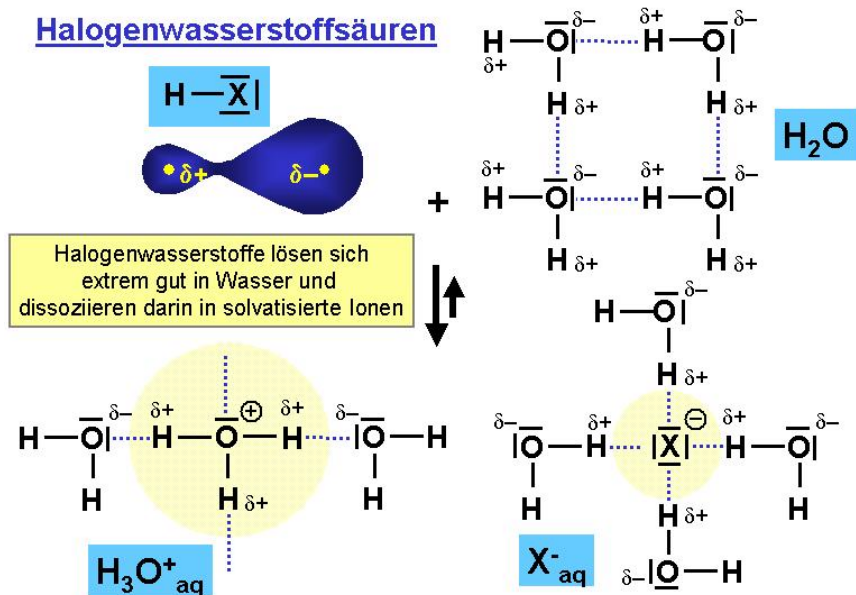 Halogenwasserstoffsäuren
H—X|
δ+ δ–
+
H—O| δ– δ+ H—O| δ–
δ+
H δ+ H δ+
H₂O
δ+ H—O| δ– δ+ H—O| δ–
H δ+ H δ+
Halogenwasserstoffe lösen sich
extrem gut in Wasser und
dissoziieren darin in solvatisierte Ionen
H—O| δ–
H
δ+
H—O| δ– δ+ H—O—H δ+ ⊕ δ– |O—H
H H δ+ H
H₃O⁺aq
δ– |O—H δ+ |X| ⊖ δ+ H—O| δ–
H H
H δ+
δ– |O—H
X⁻aq